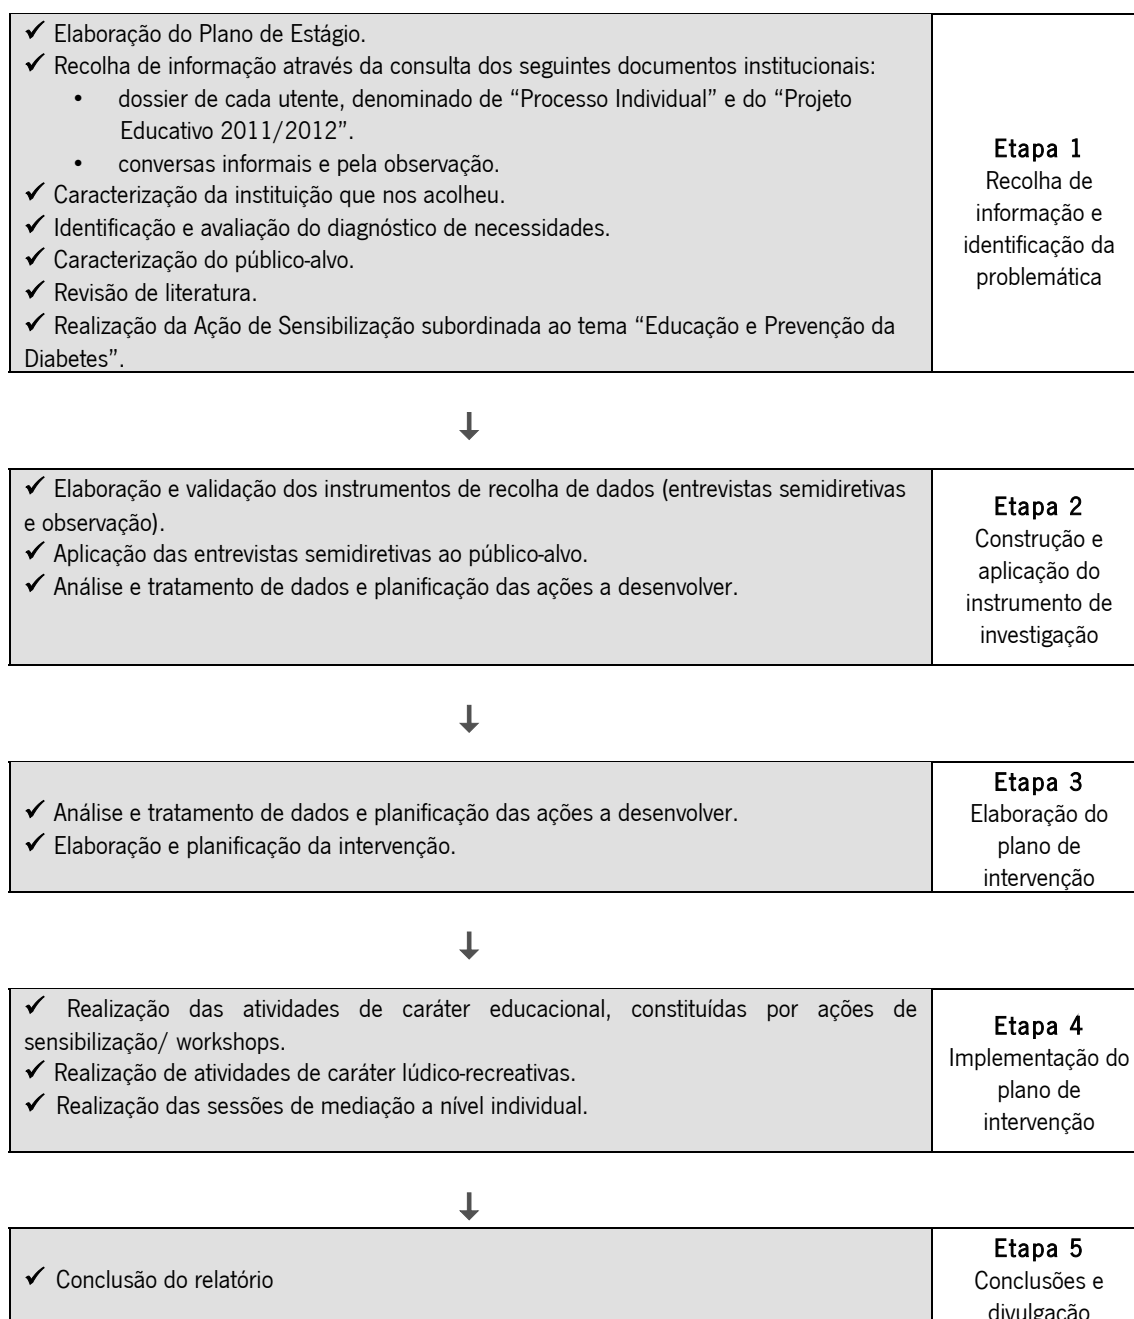 ✓ Elaboração do Plano de Estágio.
✓ Recolha de informação através da consulta dos seguintes documentos institucionais:
• dossier de cada utente, denominado de “Processo Individual” e do “Projeto
Educativo 2011/2012”.
• conversas informais e pela observação.
✓ Caracterização da instituição que nos acolheu.
✓ Identificação e avaliação do diagnóstico de necessidades.
✓ Caracterização do público-alvo.
✓ Revisão de literatura.
✓ Realização da Ação de Sensibilização subordinada ao tema “Educação e Prevenção da
Diabetes”.
Etapa 1
Recolha de
informação e
identificação da
problemática
✓ Elaboração e validação dos instrumentos de recolha de dados (entrevistas semidiretivas
e observação).
✓ Aplicação das entrevistas semidiretivas ao público-alvo.
✓ Análise e tratamento de dados e planificação das ações a desenvolver.
Etapa 2
Construção e
aplicação do
instrumento de
investigação
✓ Análise e tratamento de dados e planificação das ações a desenvolver.
✓ Elaboração e planificação da intervenção.
Etapa 3
Elaboração do
plano de
intervenção
✓ Realização das atividades de caráter educacional, constituídas por ações de
sensibilização/ workshops.
✓ Realização de atividades de caráter lúdico-recreativas.
✓ Realização das sessões de mediação a nível individual.
Etapa 4
Implementação do
plano de
intervenção
✓ Conclusão do relatório
Etapa 5
Conclusões e
divulgação